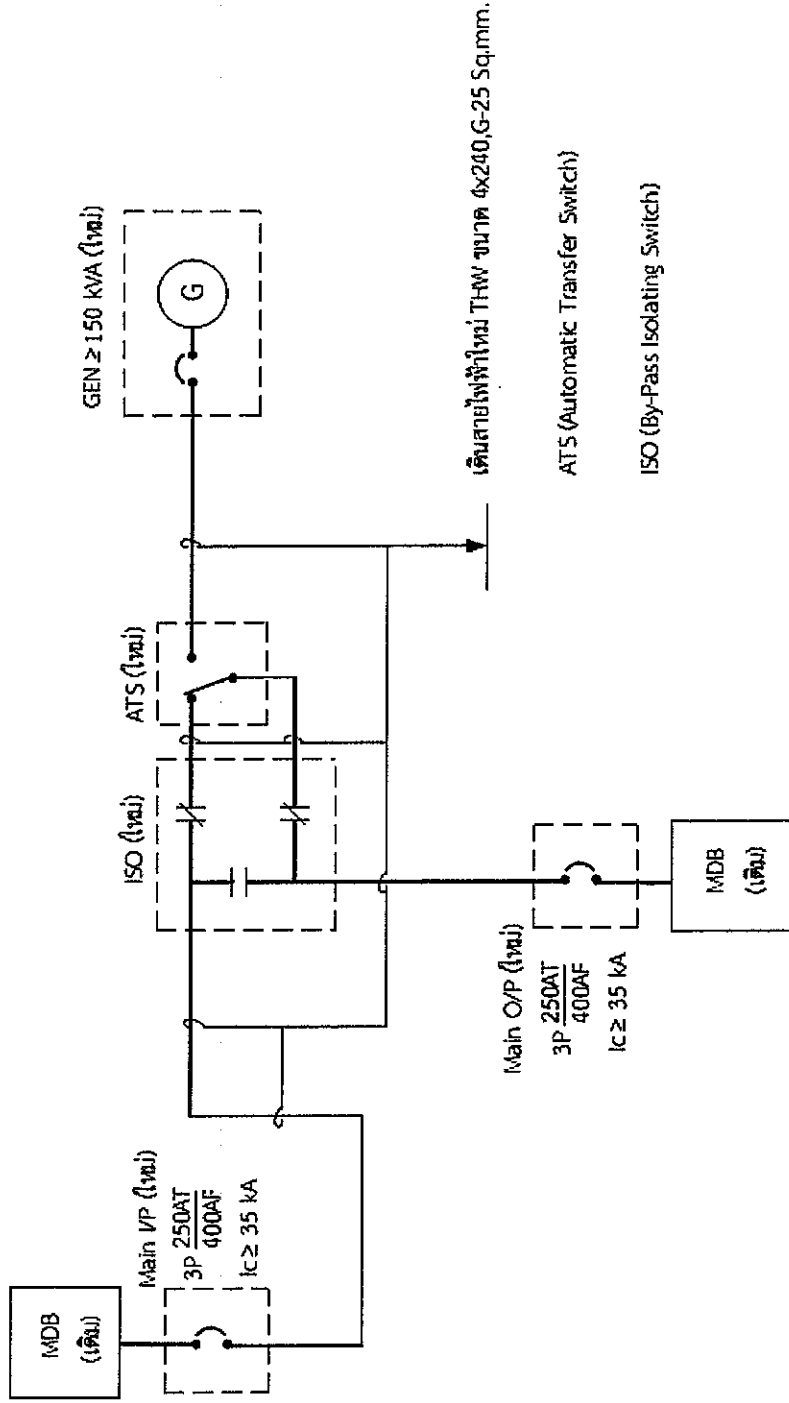 MDB
(เดิม)
Main I/P (ใหม่)
3P 250AT
400AF
Ic ≥ 35 kA
ISO (ใหม่)
ATS (ใหม่)
GEN ≥ 150 kVA (ใหม่)
G
Main O/P (ใหม่)
3P 250AT
400AF
Ic ≥ 35 kA
MDB
(เดิม)
เดินสายไฟฟ้าใหม่ THW ขนาด 4x240,G-25 Sq.mm.
ATS (Automatic Transfer Switch)
ISO (By-Pass Isolating Switch)